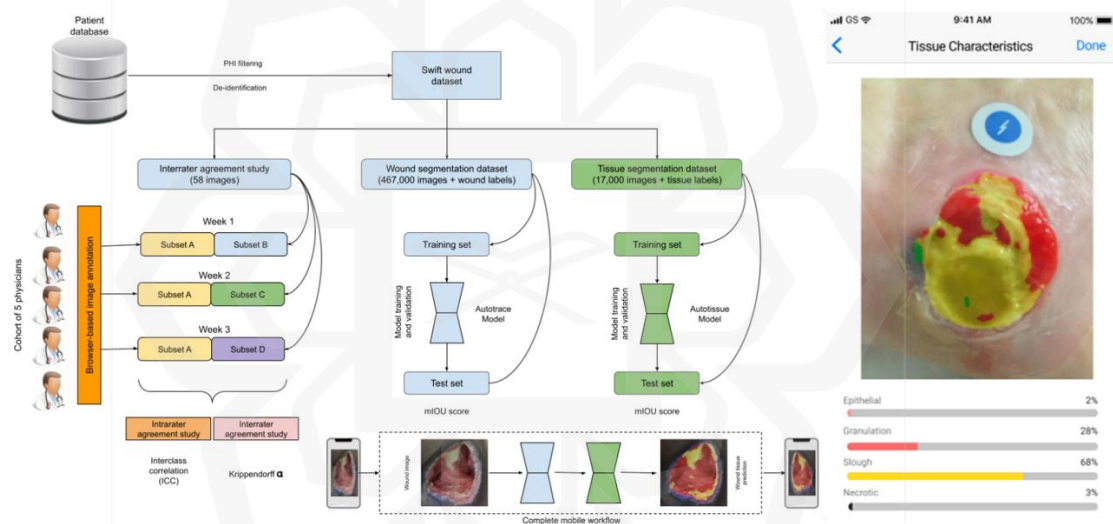 Patient
database
PHI filtering
De-identification
Swift wound
dataset
Interrater agreement study
(58 images)
Wound segmentation dataset
(467,000 images + wound labels)
Tissue segmentation dataset
(17,000 images + tissue labels)
Cohort of 5 physicians
Browser-based image annotation
Week 1
Subset A
Subset B
Week 2
Subset A
Subset C
Week 3
Subset A
Subset D
Intrarater
agreement study
Interrater
agreement study
Interclass
correlation
(ICC)
Krippendorff α
Training set
Model training
and validation
Autotrace
Model
Test set
mIOU score
Training set
Model training
and validation
Autotissue Model
Test set
mIOU score
Wound image
Wound tissue
prediction
Complete mobile workflow
GS
9:41 AM
100%
Tissue Characteristics
Done
Epithelial
2%
Granulation
28%
Slough
68%
Necrotic
3%